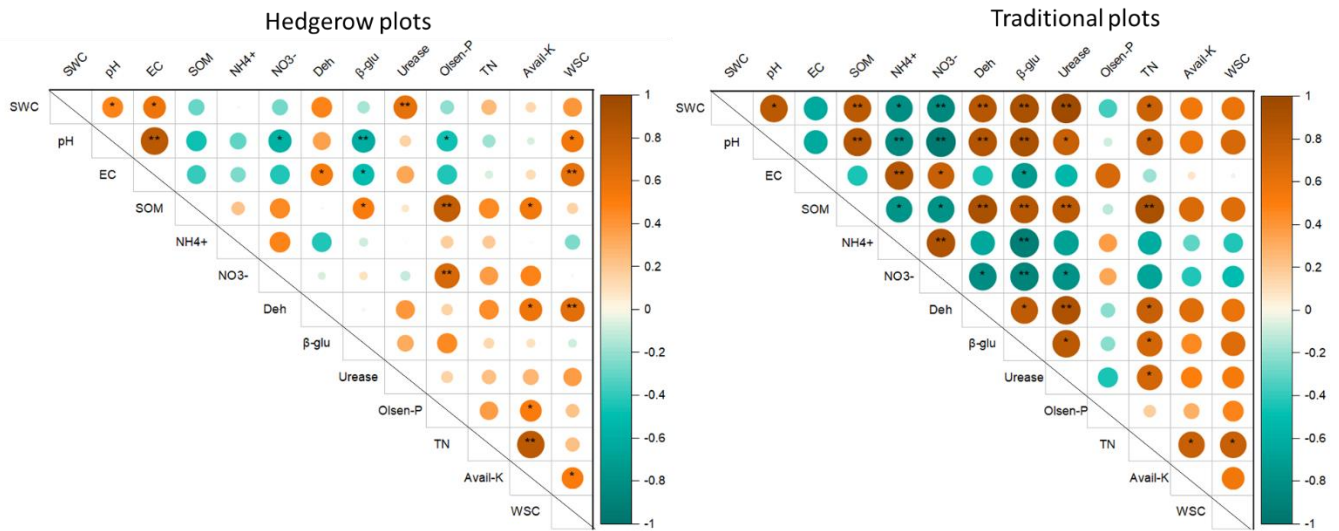 Hedgerow plots
SWC pH EC SOM NH4+ NO3- Deh β-glu Urease Olsen-P TN Avail-K WSC
SWC * * **
pH ** * ** * *
EC * * **
SOM * ** *
NH4+
NO3- **
Deh * **
β-glu
Urease
Olsen-P *
TN **
Avail-K *
WSC
1
0.8
0.6
0.4
0.2
0
-0.2
-0.4
-0.6
-0.8
-1
Traditional plots
SWC pH EC SOM NH4+ NO3- Deh β-glu Urease Olsen-P TN Avail-K WSC
SWC * ** ** ** ** ** ** *
pH ** ** ** ** ** * *
EC ** * *
SOM * * ** ** ** **
NH4+ ** **
NO3- * ** *
Deh * ** *
β-glu * *
Urease *
Olsen-P
TN * *
Avail-K
WSC
1
0.8
0.6
0.4
0.2
0
-0.2
-0.4
-0.6
-0.8
-1